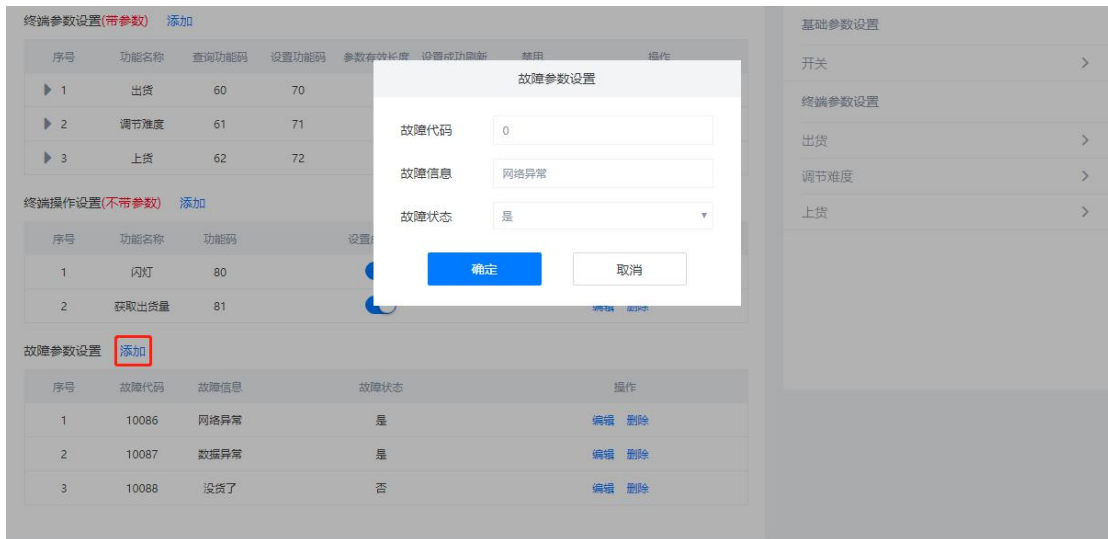 终端参数设置(带参数) 添加
序号 功能名称 查询功能码 设置功能码 参数有效长度 设置成功刷新 禁用 操作
1 出货 60 70
2 调节难度 61 71
3 上货 62 72
终端操作设置(不带参数) 添加
序号 功能名称 功能码
1 闪灯 80
2 获取出货量 81 编辑 删除
故障参数设置 添加
序号 故障代码 故障信息 故障状态 操作
1 10086 网络异常 是 编辑 删除
2 10087 数据异常 是 编辑 删除
3 10088 没货了 否 编辑 删除
故障参数设置
故障代码 0
故障信息 网络异常
故障状态 是
确定 取消
基础参数设置
开关
终端参数设置
出货
调节难度
上货